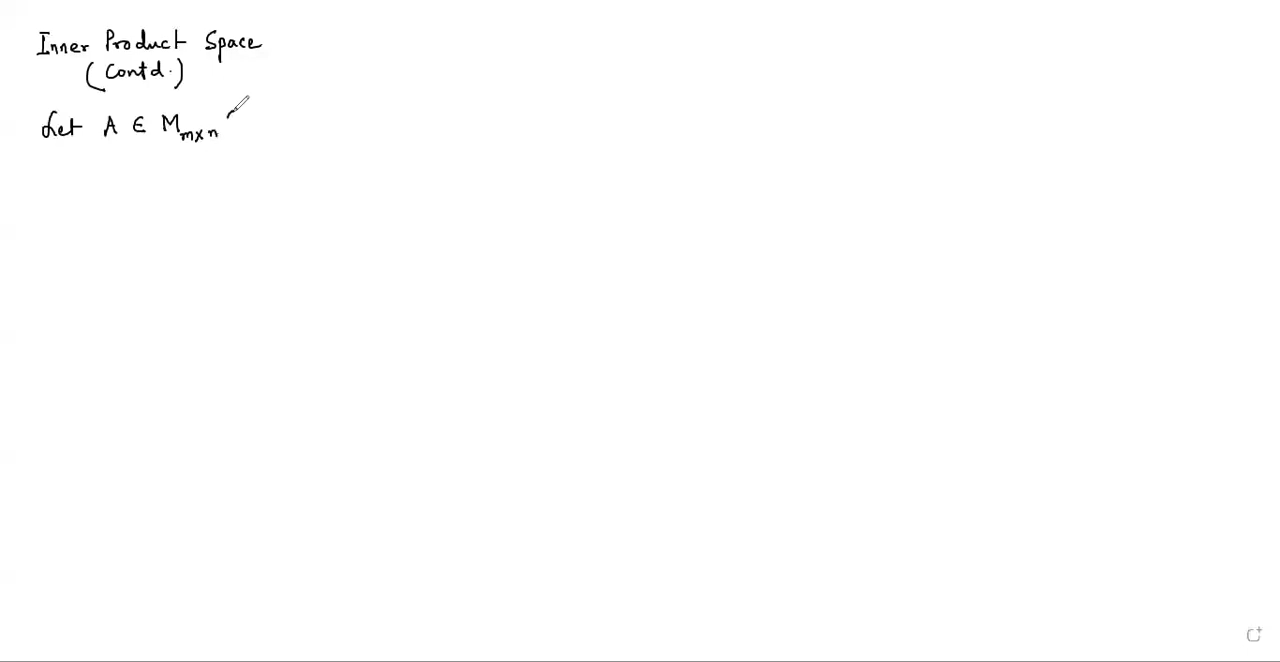 Inner Product Space
(Contd.)
Let A ∈ M_{m×n}